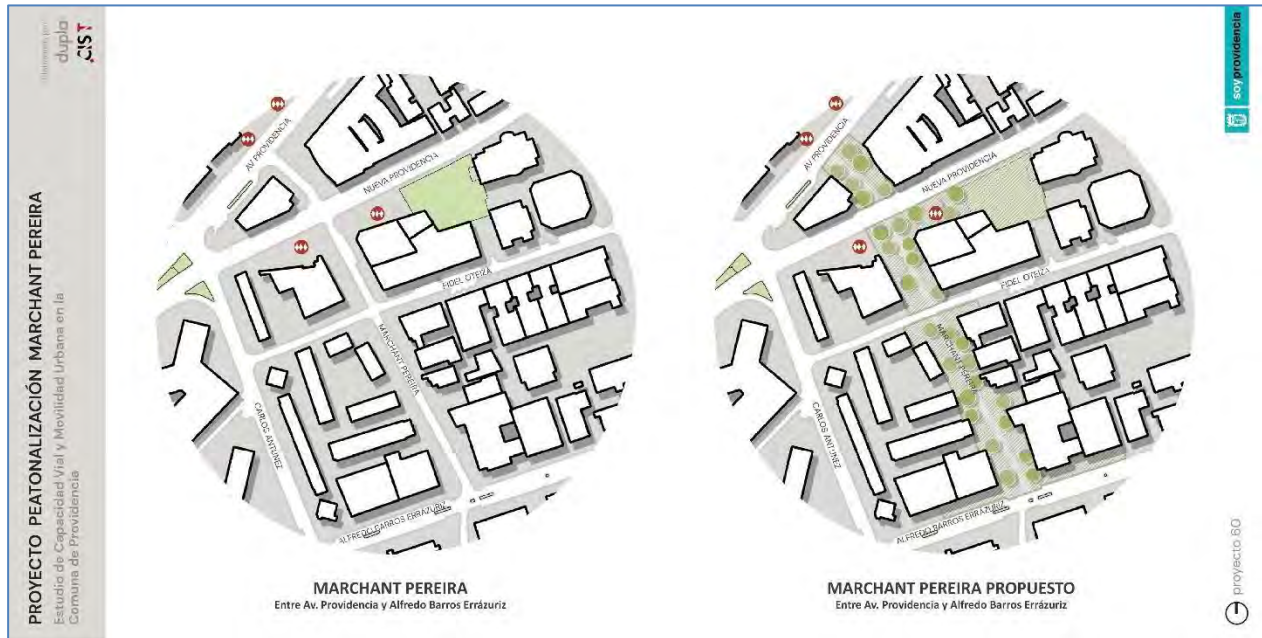 PROYECTO PEATONALIZACIÓN MARCHANT PEREIRA
Estudio de Capacidad Vial y Movilidad Urbana en la
Comuna de Providencia
dupla
.CIST
AV PROVIDENCIA
NUEVA PROVIDENCIA
FIDEL OTEIZA
MARCHANT PEREIRA
CARLOS ANTUNEZ
ALFREDO BARROS ERRÁZURIZ
MARCHANT PEREIRA
Entre Av. Providencia y Alfredo Barros Errázuriz
AV PROVIDENCIA
NUEVA PROVIDENCIA
FIDEL OTEIZA
MARCHANT PEREIRA
CARLOS ANTUNEZ
ALFREDO BARROS ERRÁZURIZ
MARCHANT PEREIRA PROPUESTO
Entre Av. Providencia y Alfredo Barros Errázuriz
soyprovidencia
proyecto 60